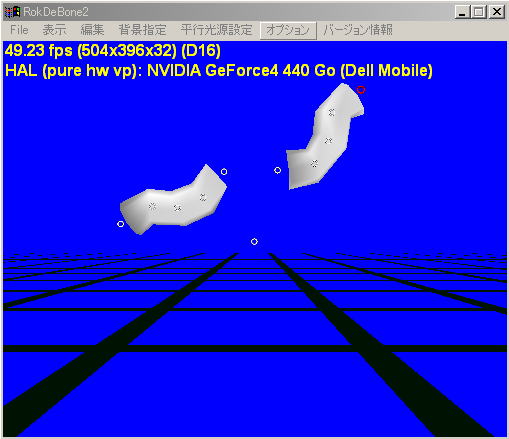 RokDeBone2
File 表示 編集 背景指定 平行光源設定 オプション バージョン情報
49.23 fps (504x396x32) (D16)
HAL (pure hw vp): NVIDIA GeForce4 440 Go (Dell Mobile)